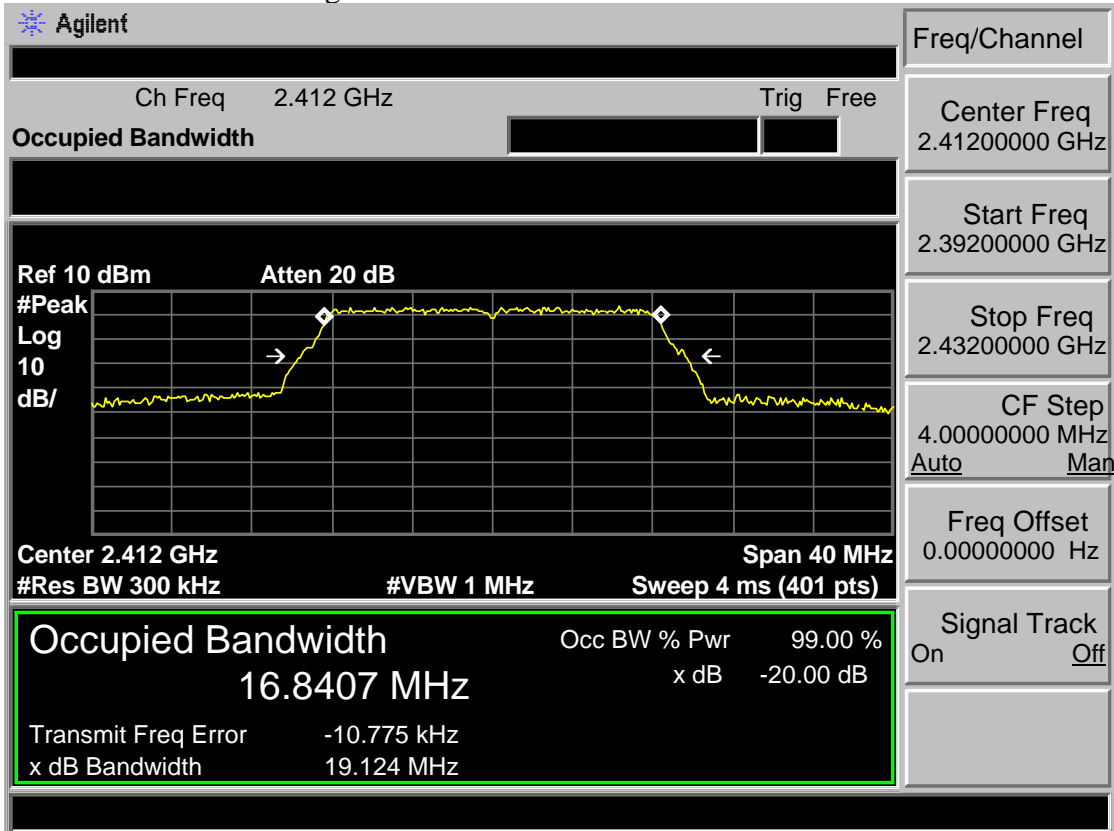 Agilent
Freq/Channel
Ch Freq 2.412 GHz Trig Free
Occupied Bandwidth
Center Freq
2.41200000 GHz
Start Freq
2.39200000 GHz
Stop Freq
2.43200000 GHz
CF Step
4.00000000 MHz
Auto Man
Freq Offset
0.00000000 Hz
Signal Track
On Off
Ref 10 dBm Atten 20 dB
#Peak
Log
10
dB/
Center 2.412 GHz Span 40 MHz
#Res BW 300 kHz #VBW 1 MHz Sweep 4 ms (401 pts)
Occupied Bandwidth Occ BW % Pwr 99.00 %
16.8407 MHz x dB -20.00 dB
Transmit Freq Error -10.775 kHz
x dB Bandwidth 19.124 MHz